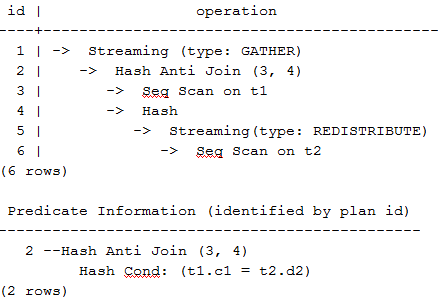 id |                  operation
----+-------------------------------------------------
  1 | ->  Streaming (type: GATHER)
  2 |    ->  Hash Anti Join (3, 4)
  3 |       ->  Seq Scan on t1
  4 |       ->  Hash
  5 |          ->  Streaming(type: REDISTRIBUTE)
  6 |             ->  Seq Scan on t2
(6 rows)

 Predicate Information (identified by plan id)
-----------------------------------------------
   2 --Hash Anti Join (3, 4)
         Hash Cond: (t1.c1 = t2.d2)
(2 rows)